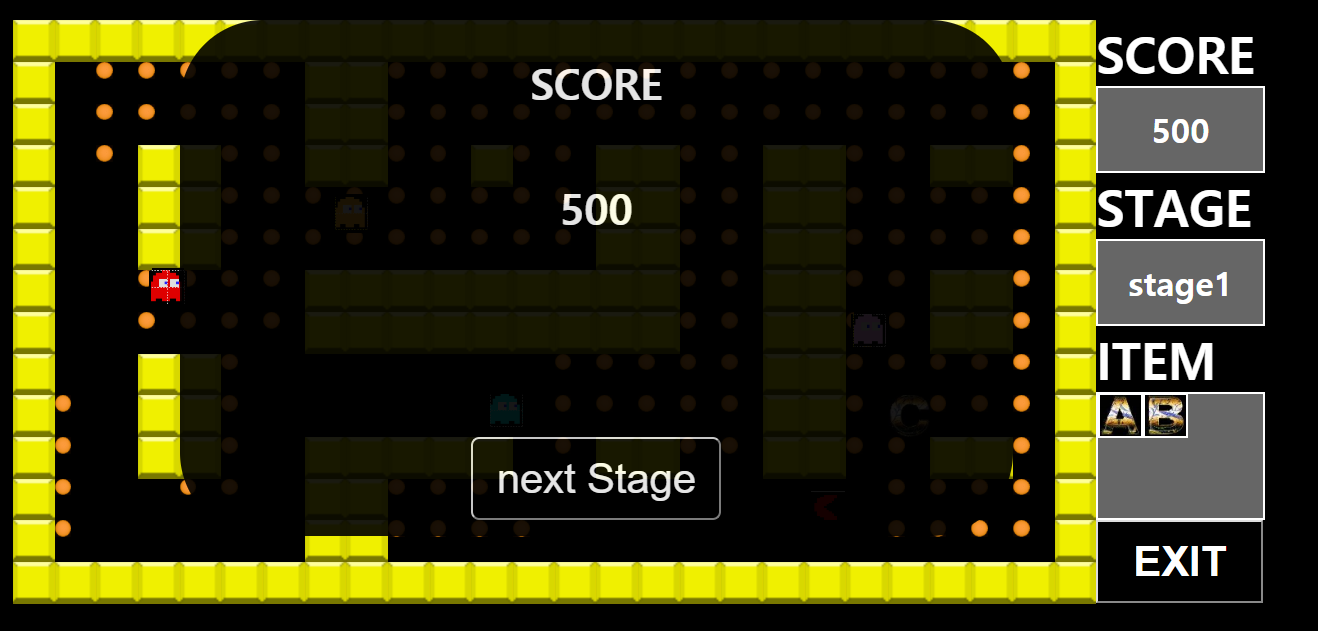 SCORE
500
next Stage
SCORE
500
STAGE
stage1
ITEM
A B
C
EXIT